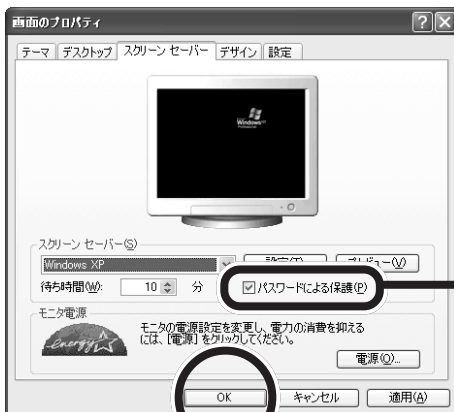 画面のプロパティ
テーマ デスクトップ スクリーン セーバー デザイン 設定
Windows xp
Professional
スクリーン セーバー(S)
Windows XP 設定(T) プレビュー(V)
待ち時間(W): 10 分 パスワードによる保護(P)
モニタ電源
energy
モニタの電源設定を変更し、電力の消費を抑える
には、[電源] をクリックしてください。
電源(O)...
OK キャンセル 適用(A)